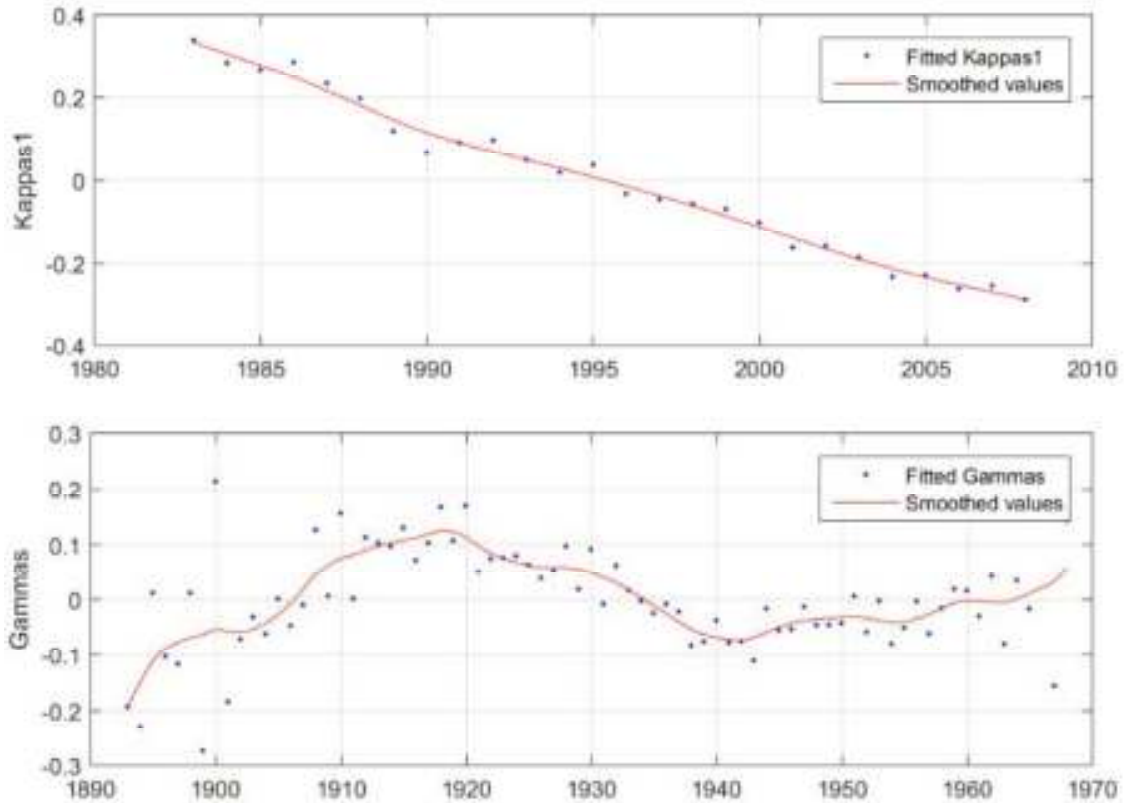 0.4
0.2
0
-0.2
-0.4
Kappas1
Fitted Kappas1
Smoothed values
1980 1985 1990 1995 2000 2005 2010
0.3
0.2
0.1
0
-0.1
-0.2
-0.3
Gammas
Fitted Gammas
Smoothed values
1890 1900 1910 1920 1930 1940 1950 1960 1970